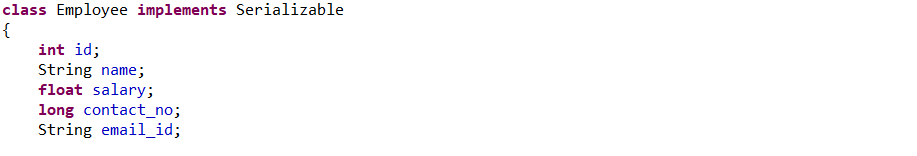 class Employee implements Serializable
{
    int id;
    String name;
    float salary;
    long contact_no;
    String email_id;